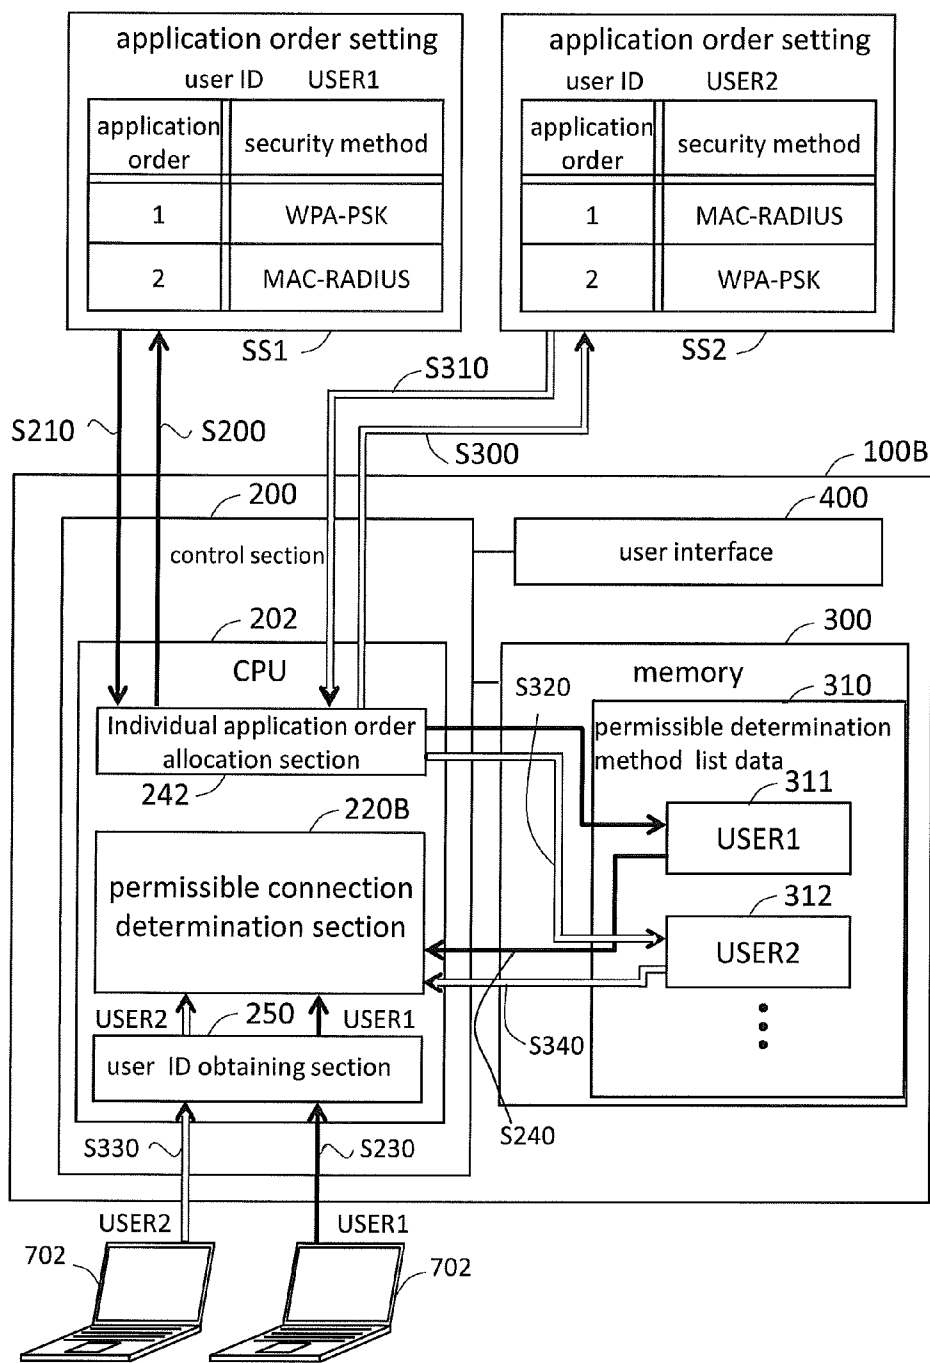 application order setting
user ID USER1
application order
security method
1 WPA-PSK
2 MAC-RADIUS
SS1
application order setting
user ID USER2
application order
security method
1 MAC-RADIUS
2 WPA-PSK
SS2
S310
S210
S200
S300
100B
200
400
control section
user interface
202
300
CPU
S320
memory
310
Individual application order
allocation section
permissible determination
method list data
242
311
220B
USER1
permissible connection
determination section
312
USER2
USER2
250
USER1
S340
user ID obtaining section
S240
S330
S230
USER2
USER1
702
702